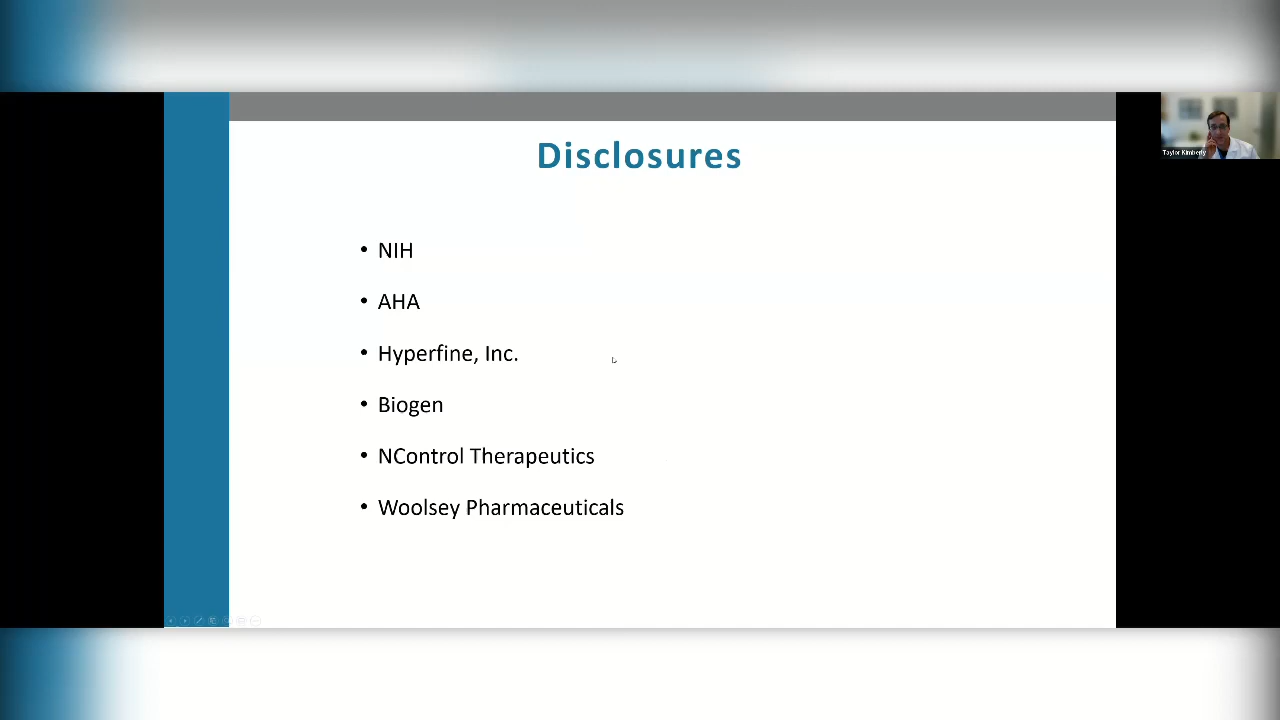 Disclosures
Taylor Kimberly
• NIH
• AHA
• Hyperfine, Inc.
• Biogen
• NControl Therapeutics
• Woolsey Pharmaceuticals